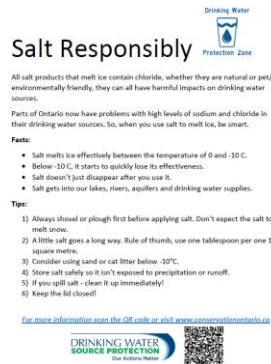 Drinking Water
Salt Responsibly
Protection Zone
All salt products that melt ice contain chloride, whether they are natural or pet/
environmentally friendly, they can all have harmful impacts on drinking water
sources.
Parts of Ontario now have problems with high levels of sodium and chloride in
their drinking water sources. So, when you use salt to melt ice, be smart.
Facts:
• Salt melts ice effectively between the temperature of 0 and -10 C.
• Below -10 C, it starts to quickly lose its effectiveness.
• Salt doesn't just disappear after you use it.
• Salt gets into our lakes, rivers, aquifers and drinking water supplies.
Tips:
1) Always shovel or plough first before applying salt. Don't expect the salt to
melt snow.
2) A little salt goes a long way. Rule of thumb, use one tablespoon per one 1
square metre.
3) Consider using sand or cat litter below -10°C.
4) Store salt safely so it isn't exposed to precipitation or runoff.
5) If you spill salt - clean it up immediately!
6) Keep the lid closed!
For more information scan the QR code or visit www.conservationontario.ca
DRINKING WATER
SOURCE PROTECTION
Our Actions Matter